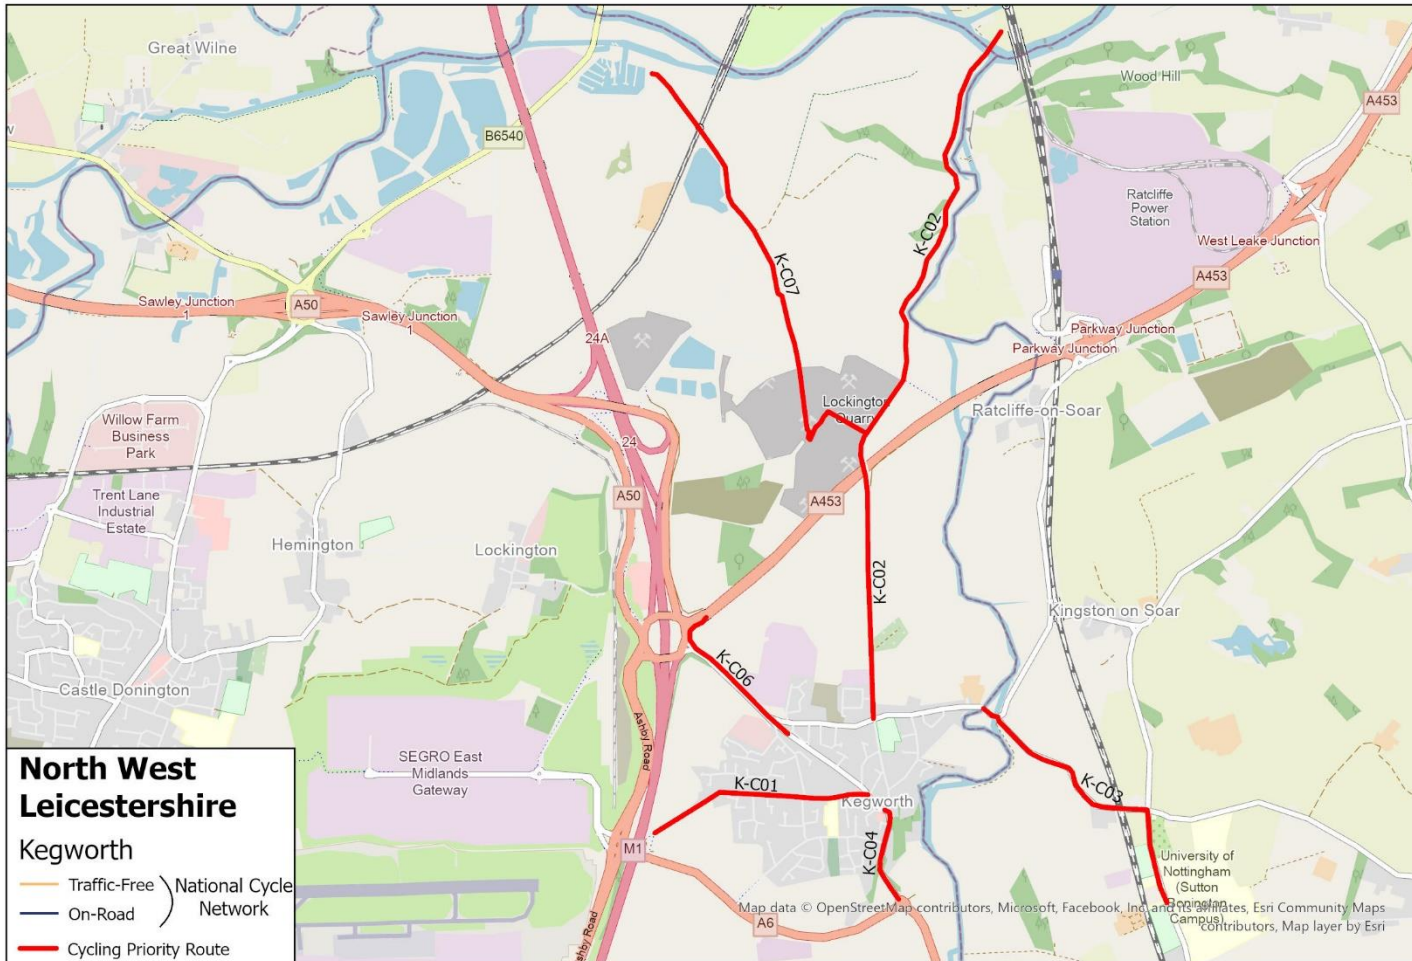 Great Wilne
Wood Hill
A453
B6540
Ratcliffe
Power
Station
K-C02
West Leake Junction
K-C07
A453
Sawley Junction
1
A50
Sawley Junction
1
24A
Parkway Junction
Parkway Junction
Lockington
Quarry
Ratcliffe-on-Soar
Willow Farm
Business
Park
24
A50
A453
Trent Lane
Industrial
Estate
Hemington
Lockington
K-C02
Kingston on Soar
Castle Donington
K-C06
Ashby Road
SEGRO East
Midlands
Gateway
K-C01
K-C03
Kegworth
M1
K-C04
University of
Nottingham
(Sutton
Bonington
Campus)
A6
Ashby Road
North West
Leicestershire
Kegworth
Traffic-Free
On-Road
National Cycle
Network
Cycling Priority Route
Map data © OpenStreetMap contributors, Microsoft, Facebook, Inc. and its affiliates, Esri Community Maps
contributors, Map layer by Esri